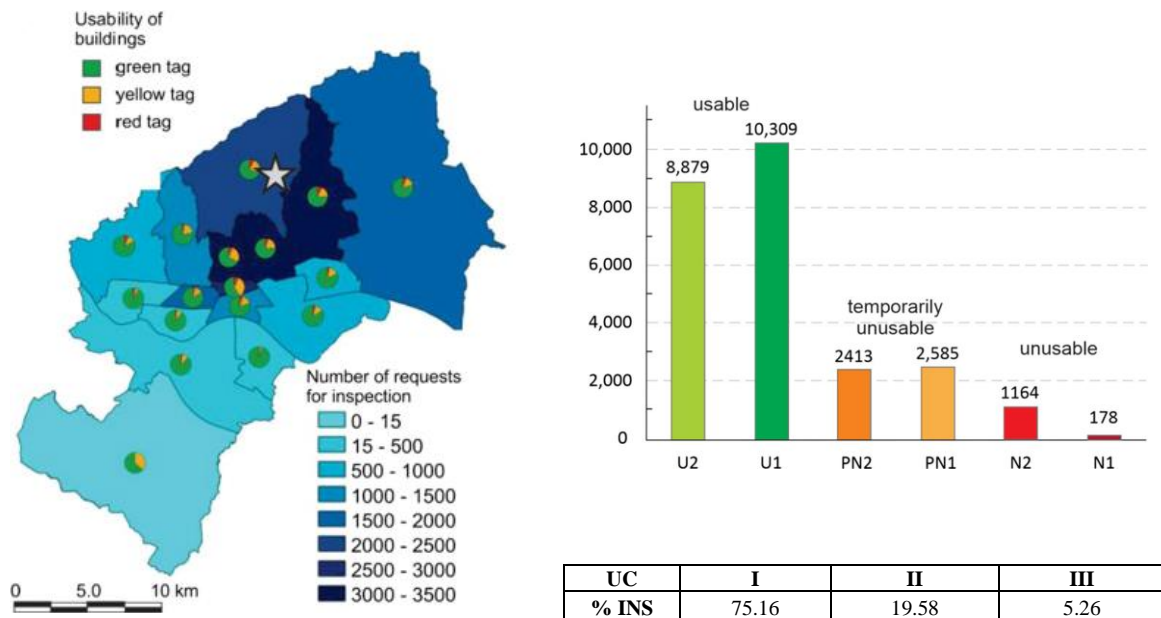 Usability of
buildings
green tag
yellow tag
red tag
Number of requests
for inspection
0 - 15
15 - 500
500 - 1000
1000 - 1500
1500 - 2000
2000 - 2500
2500 - 3000
3000 - 3500
0 5.0 10 km
usable
10,309
10,000
8,879
8,000
6,000
temporarily
4,000
unusable
unusable
2413
2,585
2,000
1164
178
0
U2 U1 PN2 PN1 N2 N1
UC I II III
% INS 75.16 19.58 5.26